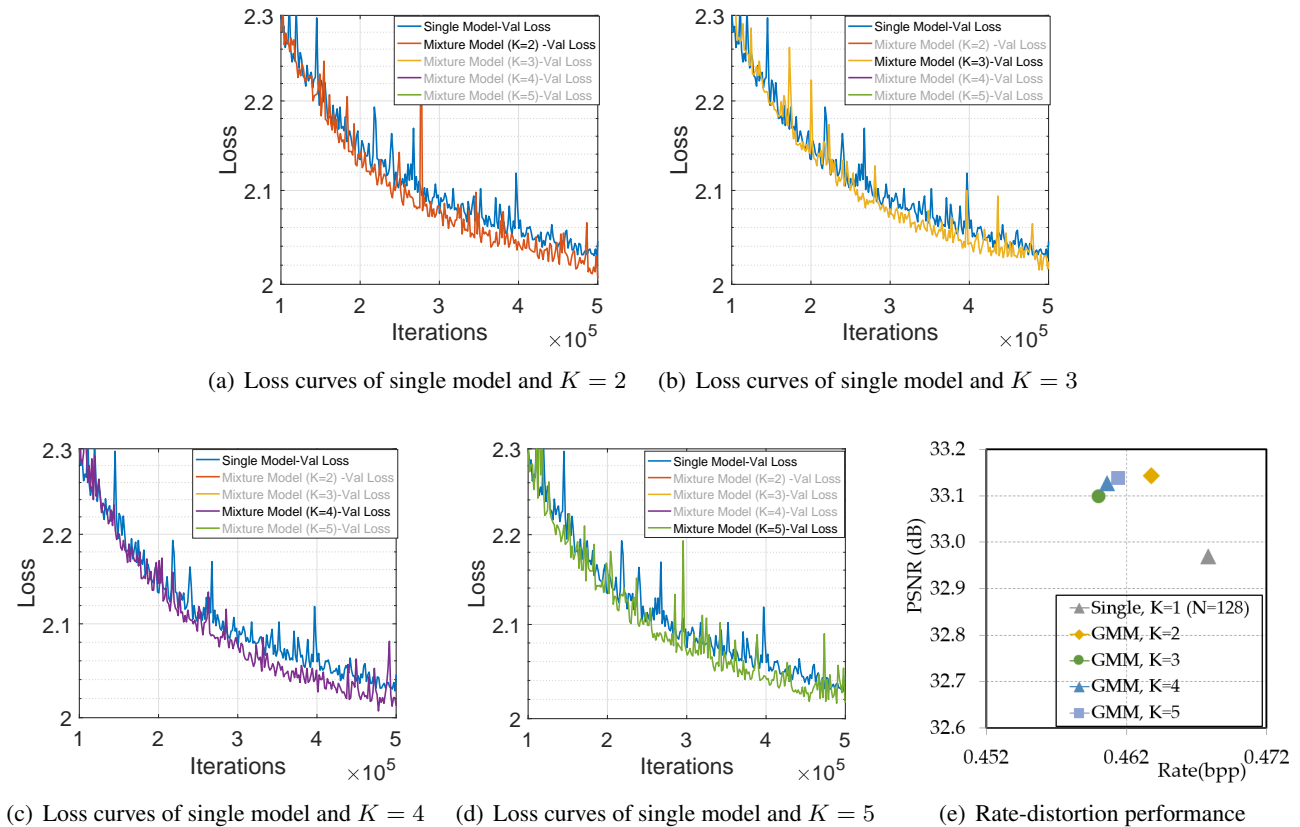 2.3
2.2
2.1
2
Loss
1 2 3 4 5
Iterations
×10^5
Single Model-Val Loss
Mixture Model (K=2) -Val Loss
Mixture Model (K=3)-Val Loss
Mixture Model (K=4)-Val Loss
Mixture Model (K=5)-Val Loss
(a) Loss curves of single model and K = 2
2.3
2.2
2.1
2
Loss
1 2 3 4 5
Iterations
×10^5
Single Model-Val Loss
Mixture Model (K=2) -Val Loss
Mixture Model (K=3)-Val Loss
Mixture Model (K=4)-Val Loss
Mixture Model (K=5)-Val Loss
(b) Loss curves of single model and K = 3
2.3
2.2
2.1
2
Loss
1 2 3 4 5
Iterations
×10^5
Single Model-Val Loss
Mixture Model (K=2) -Val Loss
Mixture Model (K=3)-Val Loss
Mixture Model (K=4)-Val Loss
Mixture Model (K=5)-Val Loss
(c) Loss curves of single model and K = 4
2.3
2.2
2.1
2
Loss
1 2 3 4 5
Iterations
×10^5
Single Model-Val Loss
Mixture Model (K=2) -Val Loss
Mixture Model (K=3)-Val Loss
Mixture Model (K=4)-Val Loss
Mixture Model (K=5)-Val Loss
(d) Loss curves of single model and K = 5
33.2
33.1
33.0
32.9
32.8
32.7
32.6
PSNR (dB)
0.452 0.462 0.472
Rate(bpp)
Single, K=1 (N=128)
GMM, K=2
GMM, K=3
GMM, K=4
GMM, K=5
(e) Rate-distortion performance